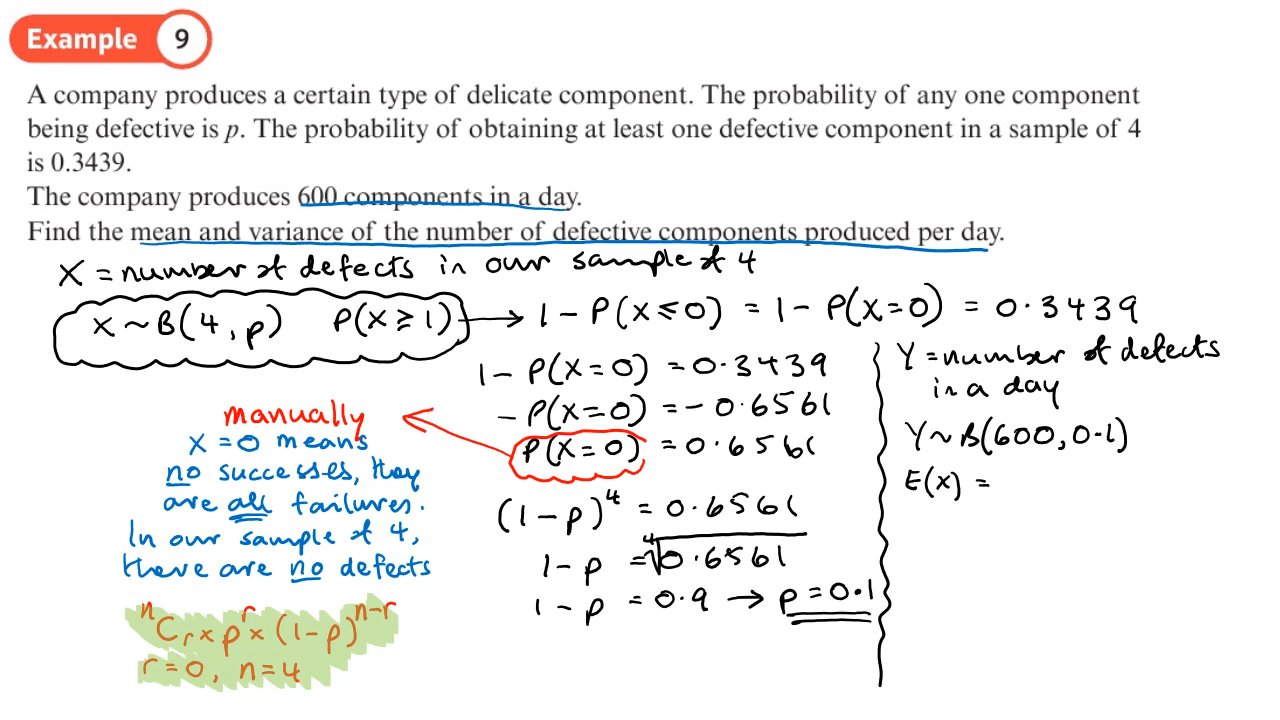 Example 9
A company produces a certain type of delicate component. The probability of any one component
being defective is p. The probability of obtaining at least one defective component in a sample of 4
is 0.3439.
The company produces 600 components in a day.
Find the mean and variance of the number of defective components produced per day.
X = number of defects in our sample of 4
X ~ B(4, p) P(X ≥ 1) → 1 - P(X ≤ 0) = 1 - P(X = 0) = 0.3439
1 - P(X = 0) = 0.3439
- P(X = 0) = - 0.6561
P(X = 0) = 0.6561
(1 - p)⁴ = 0.6561
1 - p = ⁴√0.6561
1 - p = 0.9 → p = 0.1
manually
X = 0 means
no successes, they
are all failures.
In our sample of 4,
there are no defects
ⁿCᵣ × pʳ × (1 - p)ⁿ⁻ʳ
r = 0, n = 4
Y = number of defects
in a day
Y ~ B(600, 0.1)
E(X) =